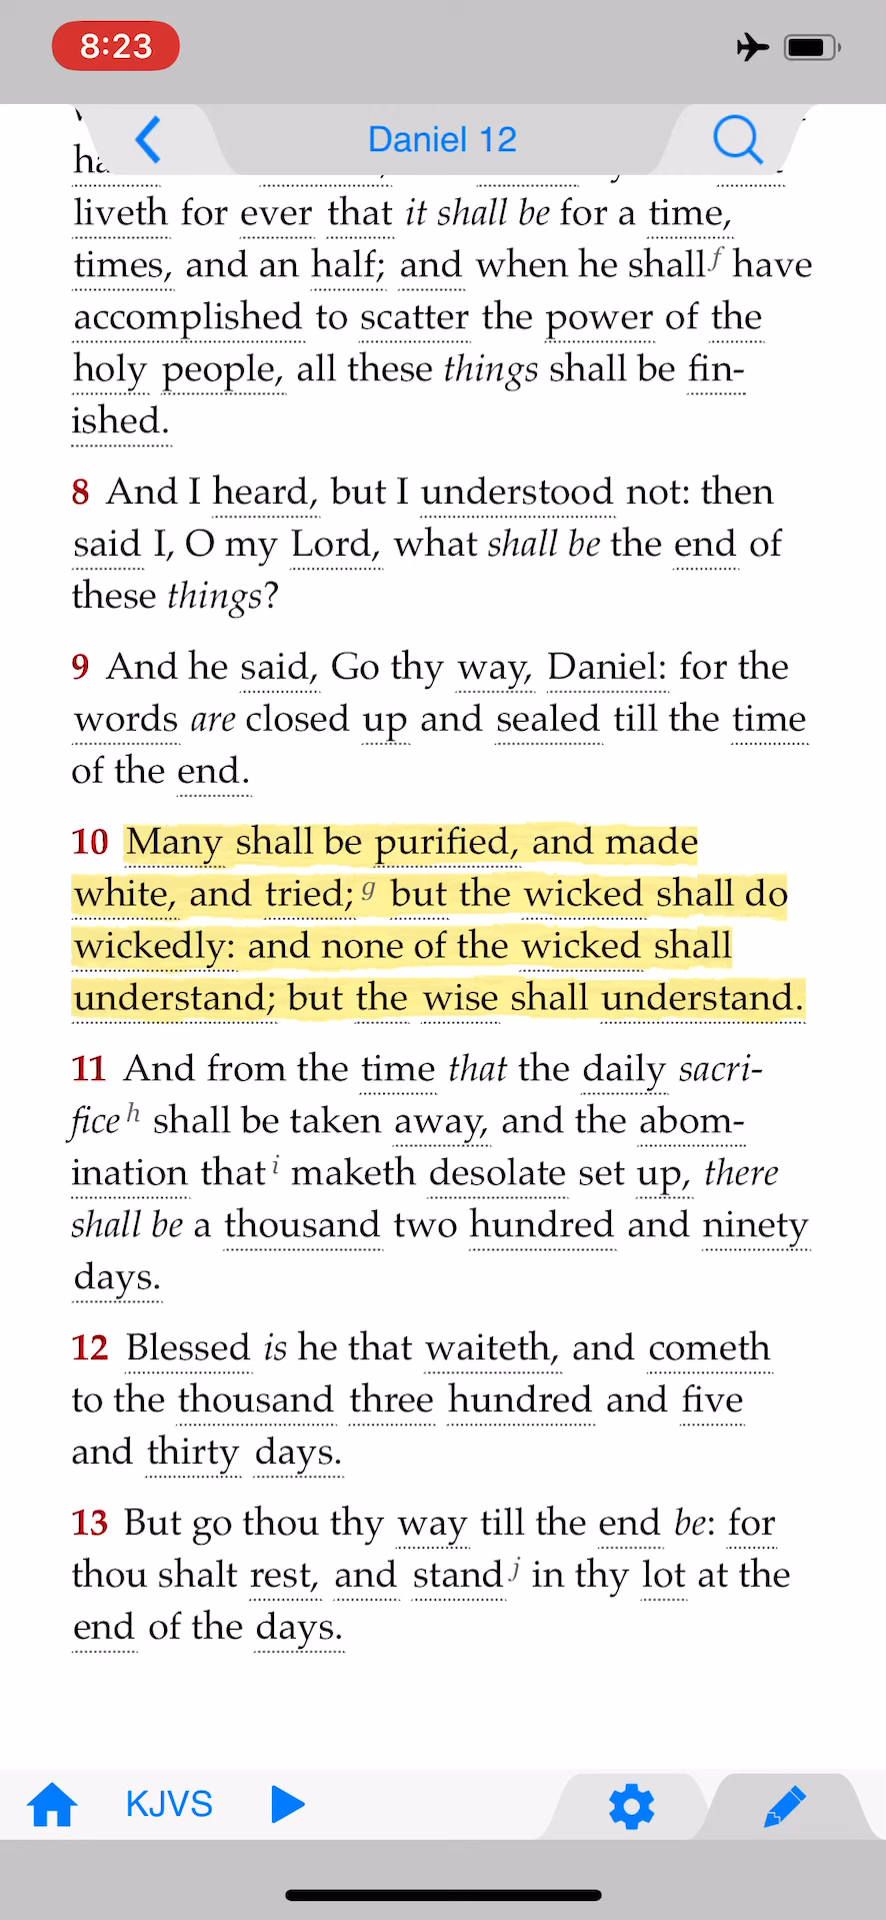 8:23
Daniel 12
liveth for ever that it shall be for a time,
times, and an half; and when he shall f have
accomplished to scatter the power of the
holy people, all these things shall be fin-
ished.
8 And I heard, but I understood not: then
said I, O my Lord, what shall be the end of
these things?
9 And he said, Go thy way, Daniel: for the
words are closed up and sealed till the time
of the end.
10 Many shall be purified, and made
white, and tried; g but the wicked shall do
wickedly: and none of the wicked shall
understand; but the wise shall understand.
11 And from the time that the daily sacri-
fice h shall be taken away, and the abom-
ination that i maketh desolate set up, there
shall be a thousand two hundred and ninety
days.
12 Blessed is he that waiteth, and cometh
to the thousand three hundred and five
and thirty days.
13 But go thou thy way till the end be: for
thou shalt rest, and stand j in thy lot at the
end of the days.
KJVS